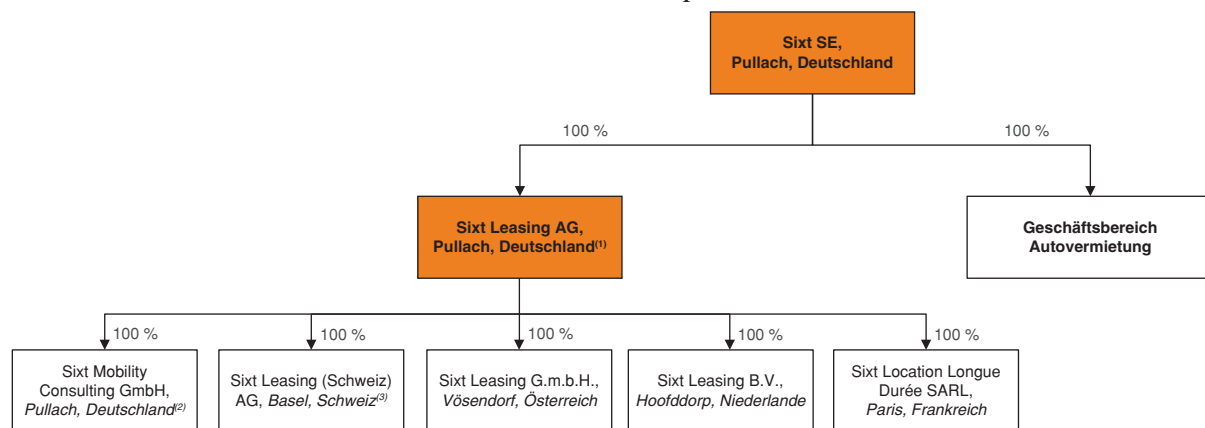 Sixt SE,
Pullach, Deutschland
100 %
100 %
Sixt Leasing AG,
Pullach, Deutschland(1)
Geschäftsbereich
Autovermietung
100 %
100 %
100 %
100 %
100 %
Sixt Mobility
Consulting GmbH,
Pullach, Deutschland(2)
Sixt Leasing (Schweiz)
AG, Basel, Schweiz(3)
Sixt Leasing G.m.b.H.,
Vösendorf, Österreich
Sixt Leasing B.V.,
Hoofddorp, Niederlande
Sixt Location Longue
Durée SARL,
Paris, Frankreich